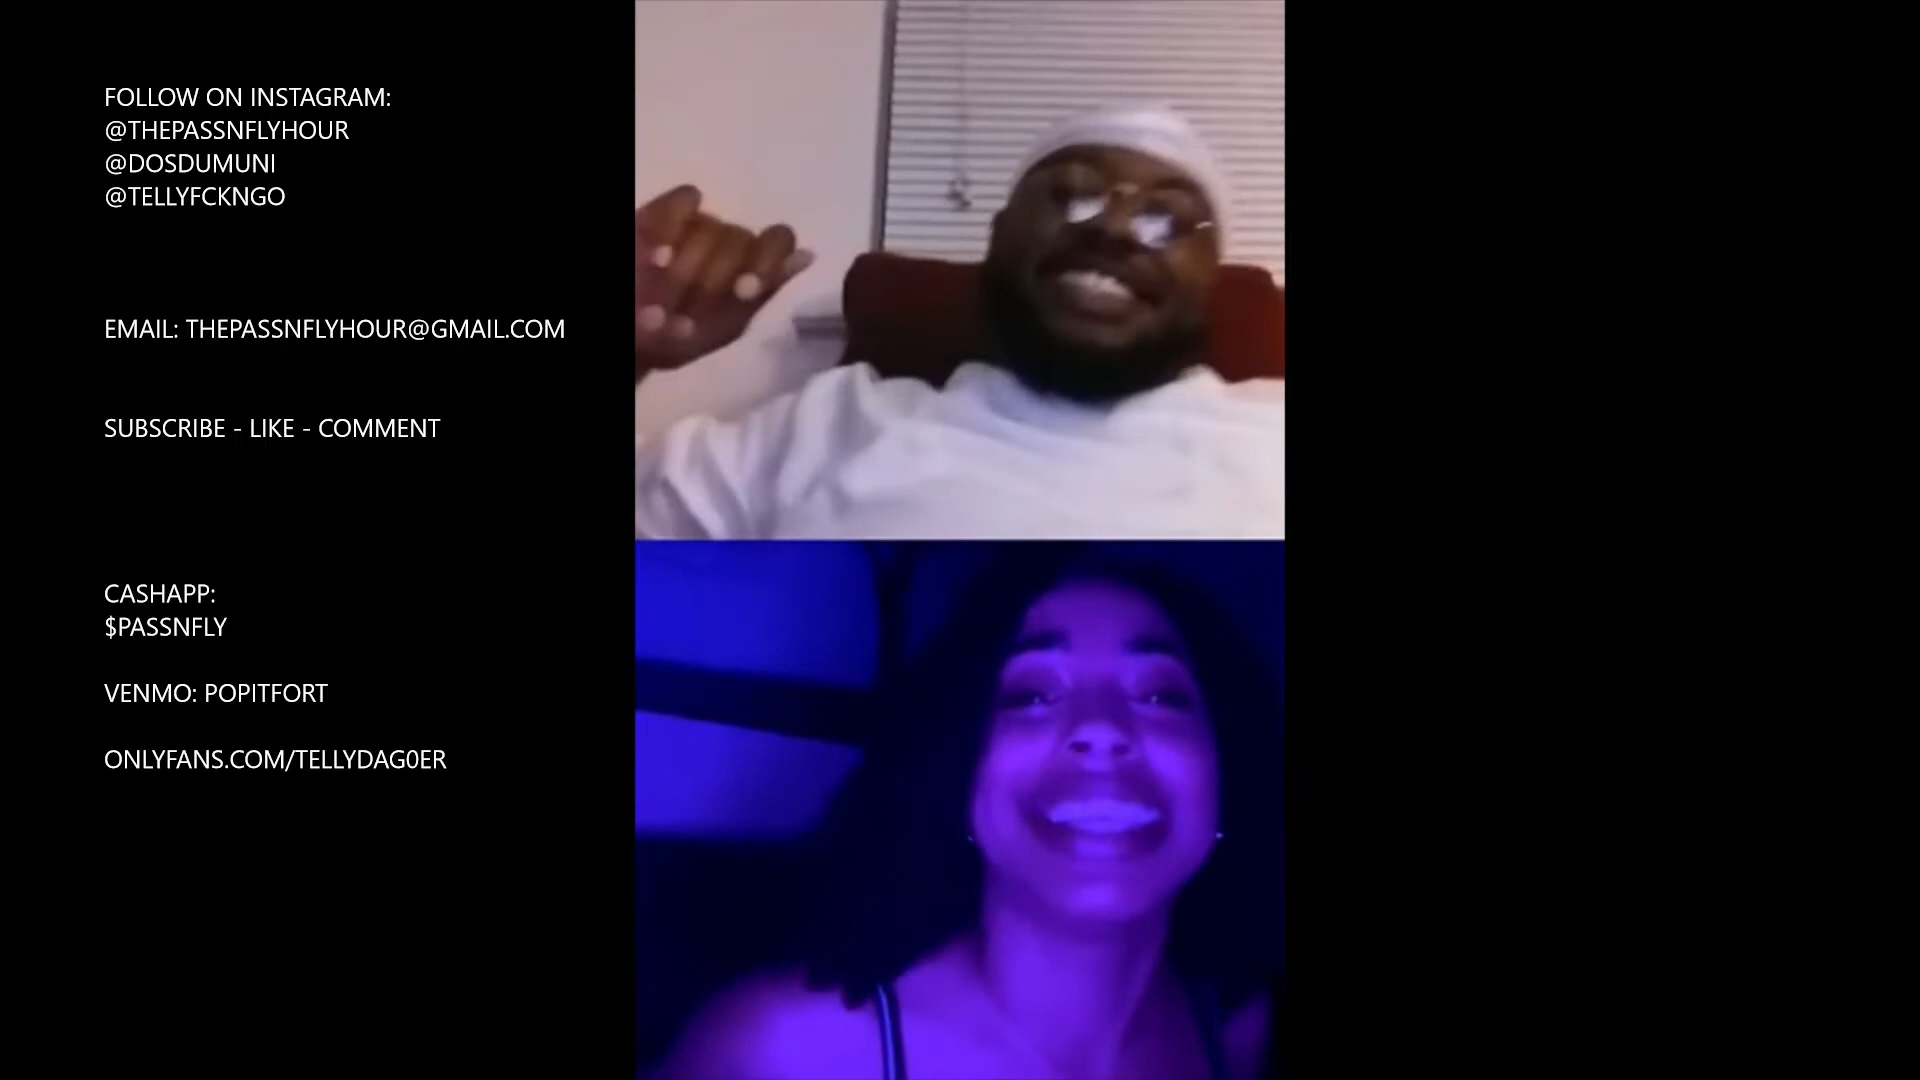 FOLLOW ON INSTAGRAM:
@THEPASSNFLYHOUR
@DOSDUMUNI
@TELLYFCKNGO
EMAIL: THEPASSNFLYHOUR@GMAIL.COM
SUBSCRIBE - LIKE - COMMENT
CASHAPP:
$PASSNFLY
VENMO: POPITFORT
ONLYFANS.COM/TELLYDAG0ER